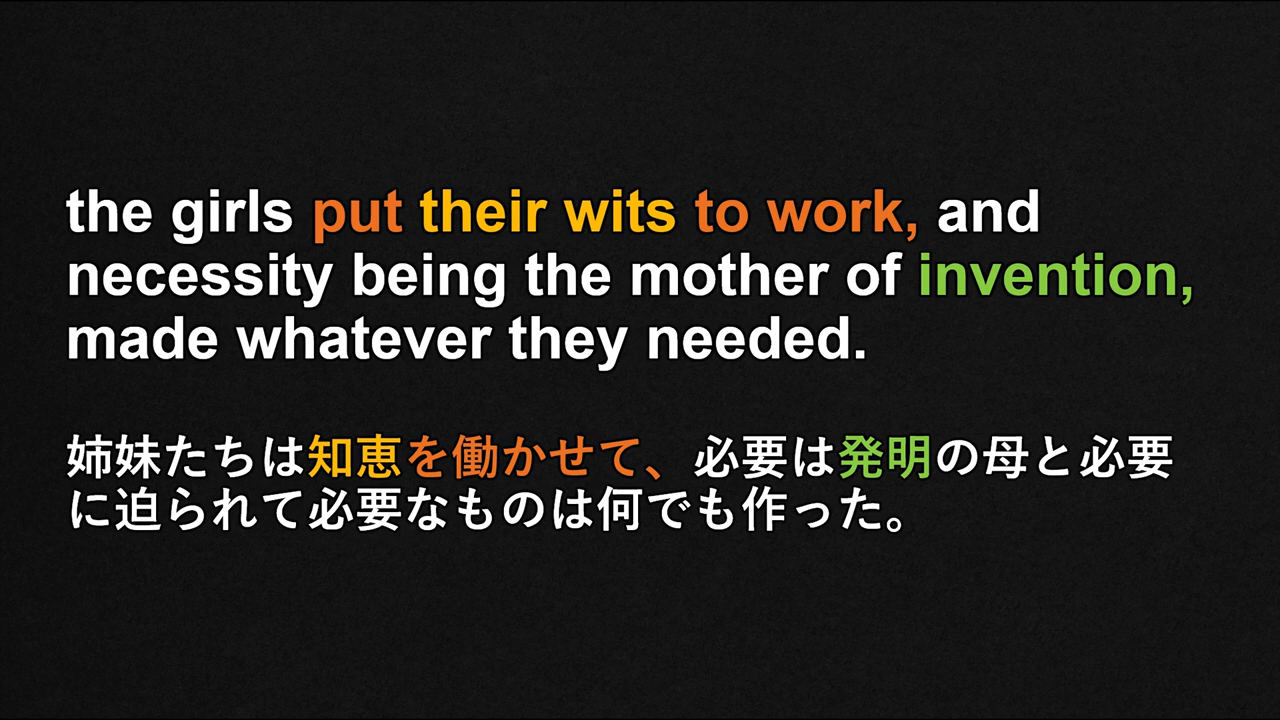 the girls put their wits to work, and
necessity being the mother of invention,
made whatever they needed.
姉妹たちは知恵を働かせて、必要は発明の母と必要
に迫られて必要なものは何でも作った。